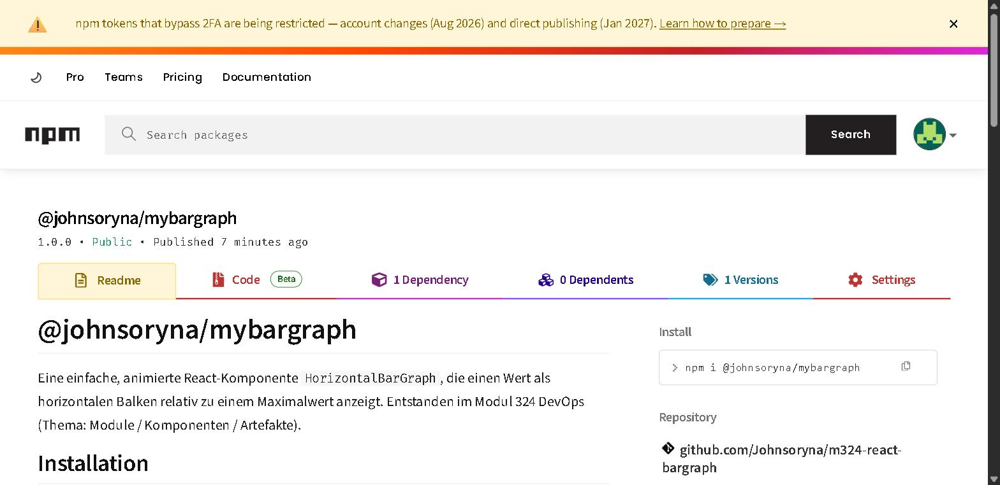 npm tokens that bypass 2FA are being restricted — account changes (Aug 2026) and direct publishing (Jan 2027). Learn how to prepare →
Pro Teams Pricing Documentation
npm Search packages Search
@johnsoryna/mybargraph
1.0.0 • Public • Published 7 minutes ago
Readme Code Beta 1 Dependency 0 Dependents 1 Versions Settings
@johnsoryna/mybargraph
Eine einfache, animierte React-Komponente HorizontalBarGraph, die einen Wert als
horizontalen Balken relativ zu einem Maximalwert anzeigt. Entstanden im Modul 324 DevOps
(Thema: Module / Komponenten / Artefakte).
Installation
Install
npm i @johnsoryna/mybargraph
Repository
github.com/Johnsoryna/m324-react-
bargraph